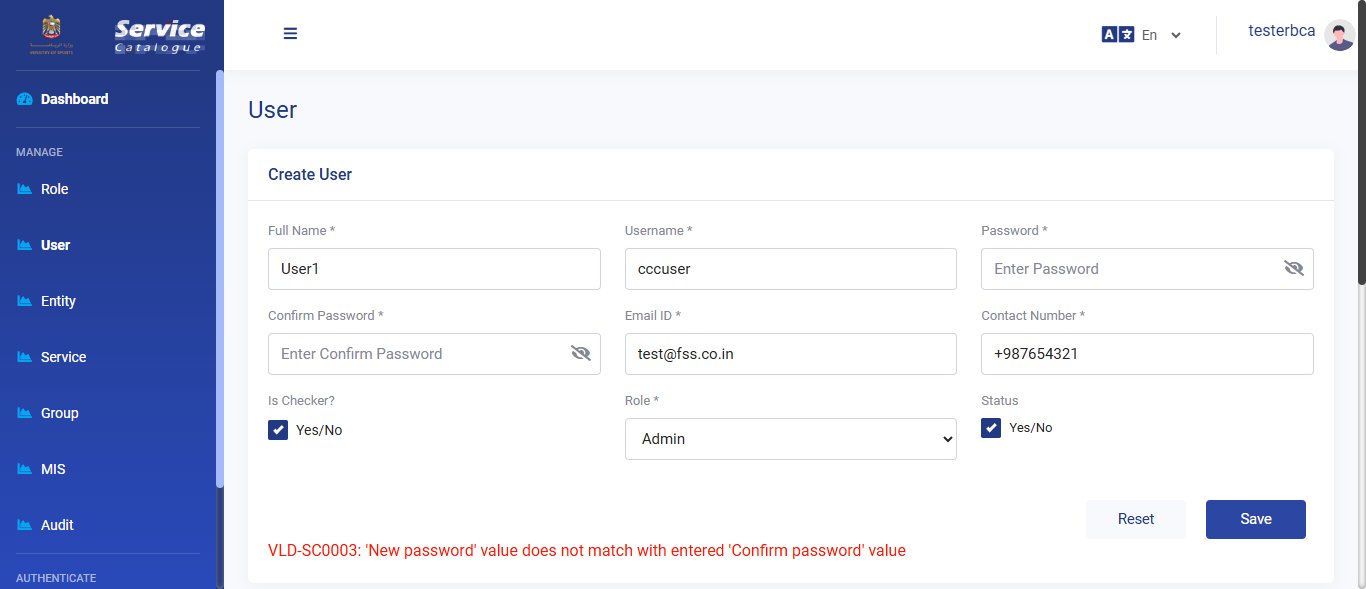 Service
Catalogue
MINISTRY OF SPORTS
En
testerbca
Dashboard
MANAGE
Role
User
Entity
Service
Group
MIS
Audit
AUTHENTICATE
User
Create User
Full Name *
Username *
Password *
User1
cccuser
Enter Password
Confirm Password *
Email ID *
Contact Number *
Enter Confirm Password
test@fss.co.in
+987654321
Is Checker?
Role *
Status
Yes/No
Admin
Yes/No
Reset
Save
VLD-SC0003: 'New password' value does not match with entered 'Confirm password' value